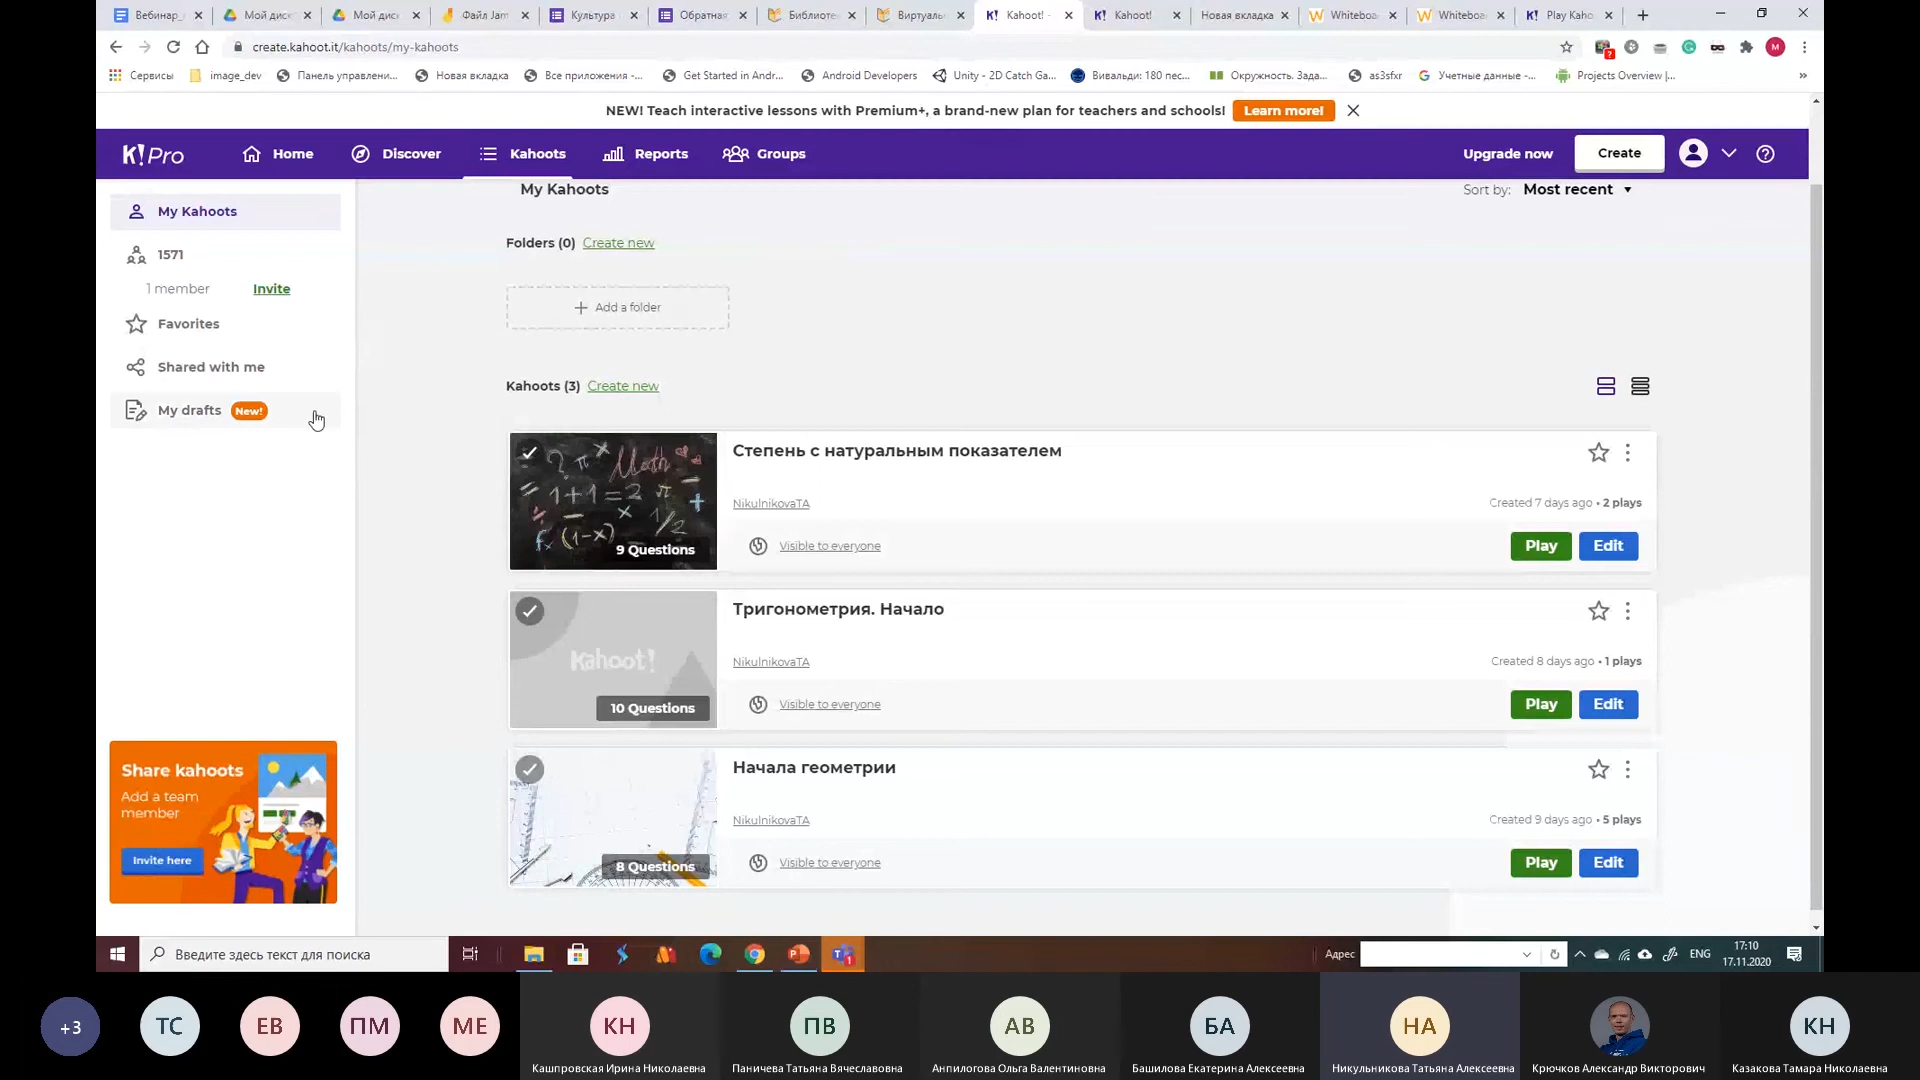 Вебинар_
Мой диск
Мой диск
Файл Jam
Культура
Обратная
Библиоте
Виртуаль
Kahoot! -
Kahoot!
Новая вкладка
Whiteboa
Whiteboa
Play Kaho
create.kahoot.it/kahoots/my-kahoots
Сервисы
image_dev
Панель управлени...
Новая вкладка
Все приложения -...
Get Started in Andr...
Android Developers
Unity - 2D Catch Ga...
Вивальди: 180 пес...
Окружность. Зада...
as3sfxr
Учетные данные -...
Projects Overview |...
NEW! Teach interactive lessons with Premium+, a brand-new plan for teachers and schools! Learn more!
K! Pro
Home
Discover
Kahoots
Reports
Groups
Upgrade now
Create
My Kahoots
1571
1 member
Invite
Favorites
Shared with me
My drafts New!
Share kahoots
Add a team
member
Invite here
My Kahoots
Sort by: Most recent
Folders (0) Create new
+ Add a folder
Kahoots (3) Create new
Math
1+1=2
9 Questions
Степень с натуральным показателем
NikulnikovaTA
Created 7 days ago • 2 plays
Visible to everyone
Play
Edit
Kahoot!
10 Questions
Тригонометрия. Начало
NikulnikovaTA
Created 8 days ago • 1 plays
Visible to everyone
Play
Edit
8 Questions
Начала геометрии
NikulnikovaTA
Created 9 days ago • 5 plays
Visible to everyone
Play
Edit
Введите здесь текст для поиска
Адрес
ENG
17:10
17.11.2020
+3
ТС
ЕВ
ПМ
МЕ
КН
Кашпровская Ирина Николаевна
ПВ
Паничева Татьяна Вячеславовна
АВ
Анпилогова Ольга Валентиновна
БА
Башилова Екатерина Алексеевна
НА
Никульникова Татьяна Алексеевна
Крючков Александр Викторович
КН
Казакова Тамара Николаевна